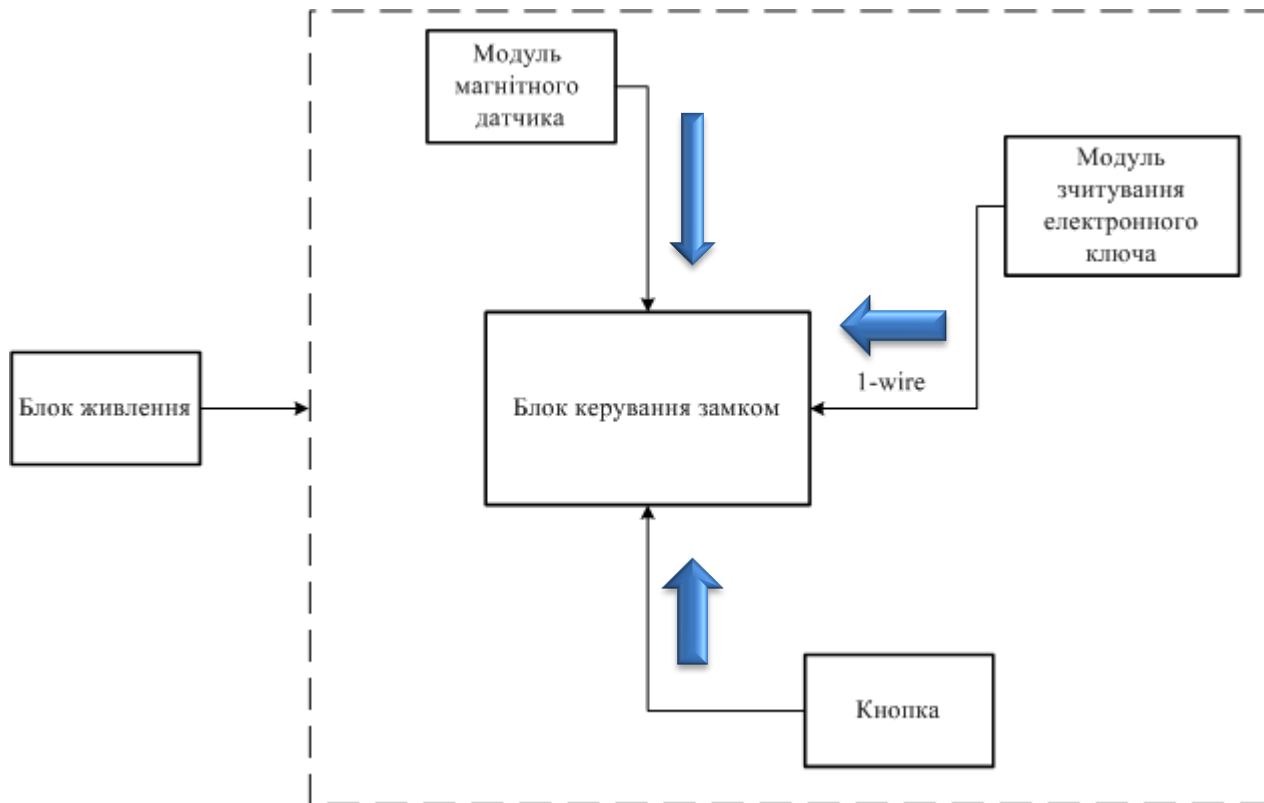 Модуль
магнітного
датчика
Модуль
зчитування
електронного
ключа
1-wire
Блок живлення
Блок керування замком
Кнопка